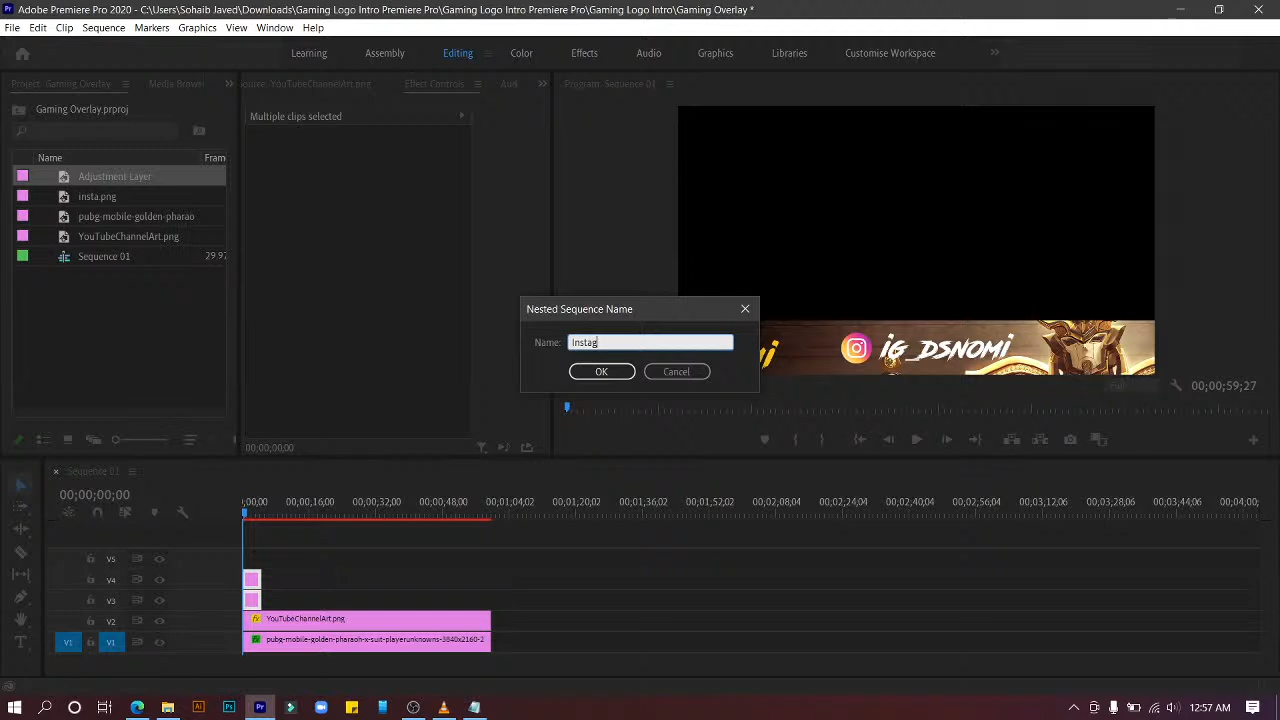 Adobe Premiere Pro 2020 - C:\Users\Sohaib Javed\Downloads\Gaming Logo Intro Premiere Pro\Gaming Logo Intro Premiere Pro\Gaming Logo Intro\Gaming Overlay *
File Edit Clip Sequence Markers Graphics View Window Help
Learning Assembly Editing Color Effects Audio Graphics Libraries Customise Workspace
Project: Gaming Overlay Media Brows Source: YouTubeChannelArt.png Effect Controls Aud Program: Sequence 01
Gaming Overlay.prproj
Multiple clips selected
Name Fram
Adjustment Layer
insta.png
pubg-mobile-golden-pharao
YouTubeChannelArt.png
Sequence 01 29.97
Nested Sequence Name
Name: Instag
OK Cancel
IG_DSNOMI
Full 00;00;59;27
00;00;00;00
Sequence 01
00;00;00;00
;00;00 00;00;16;00 00;00;32;00 00;00;48;00 00;01;04;02 00;01;20;02 00;01;36;02 00;01;52;02 00;02;08;04 00;02;24;04 00;02;40;04 00;02;56;04 00;03;12;06 00;03;28;06 00;03;44;06 00;04;00;
V5
V4
V3
V2 YouTubeChannelArt.png
V1 V1 pubg-mobile-golden-pharaoh-x-suit-playerunknowns-3840x2160-2
12:57 AM